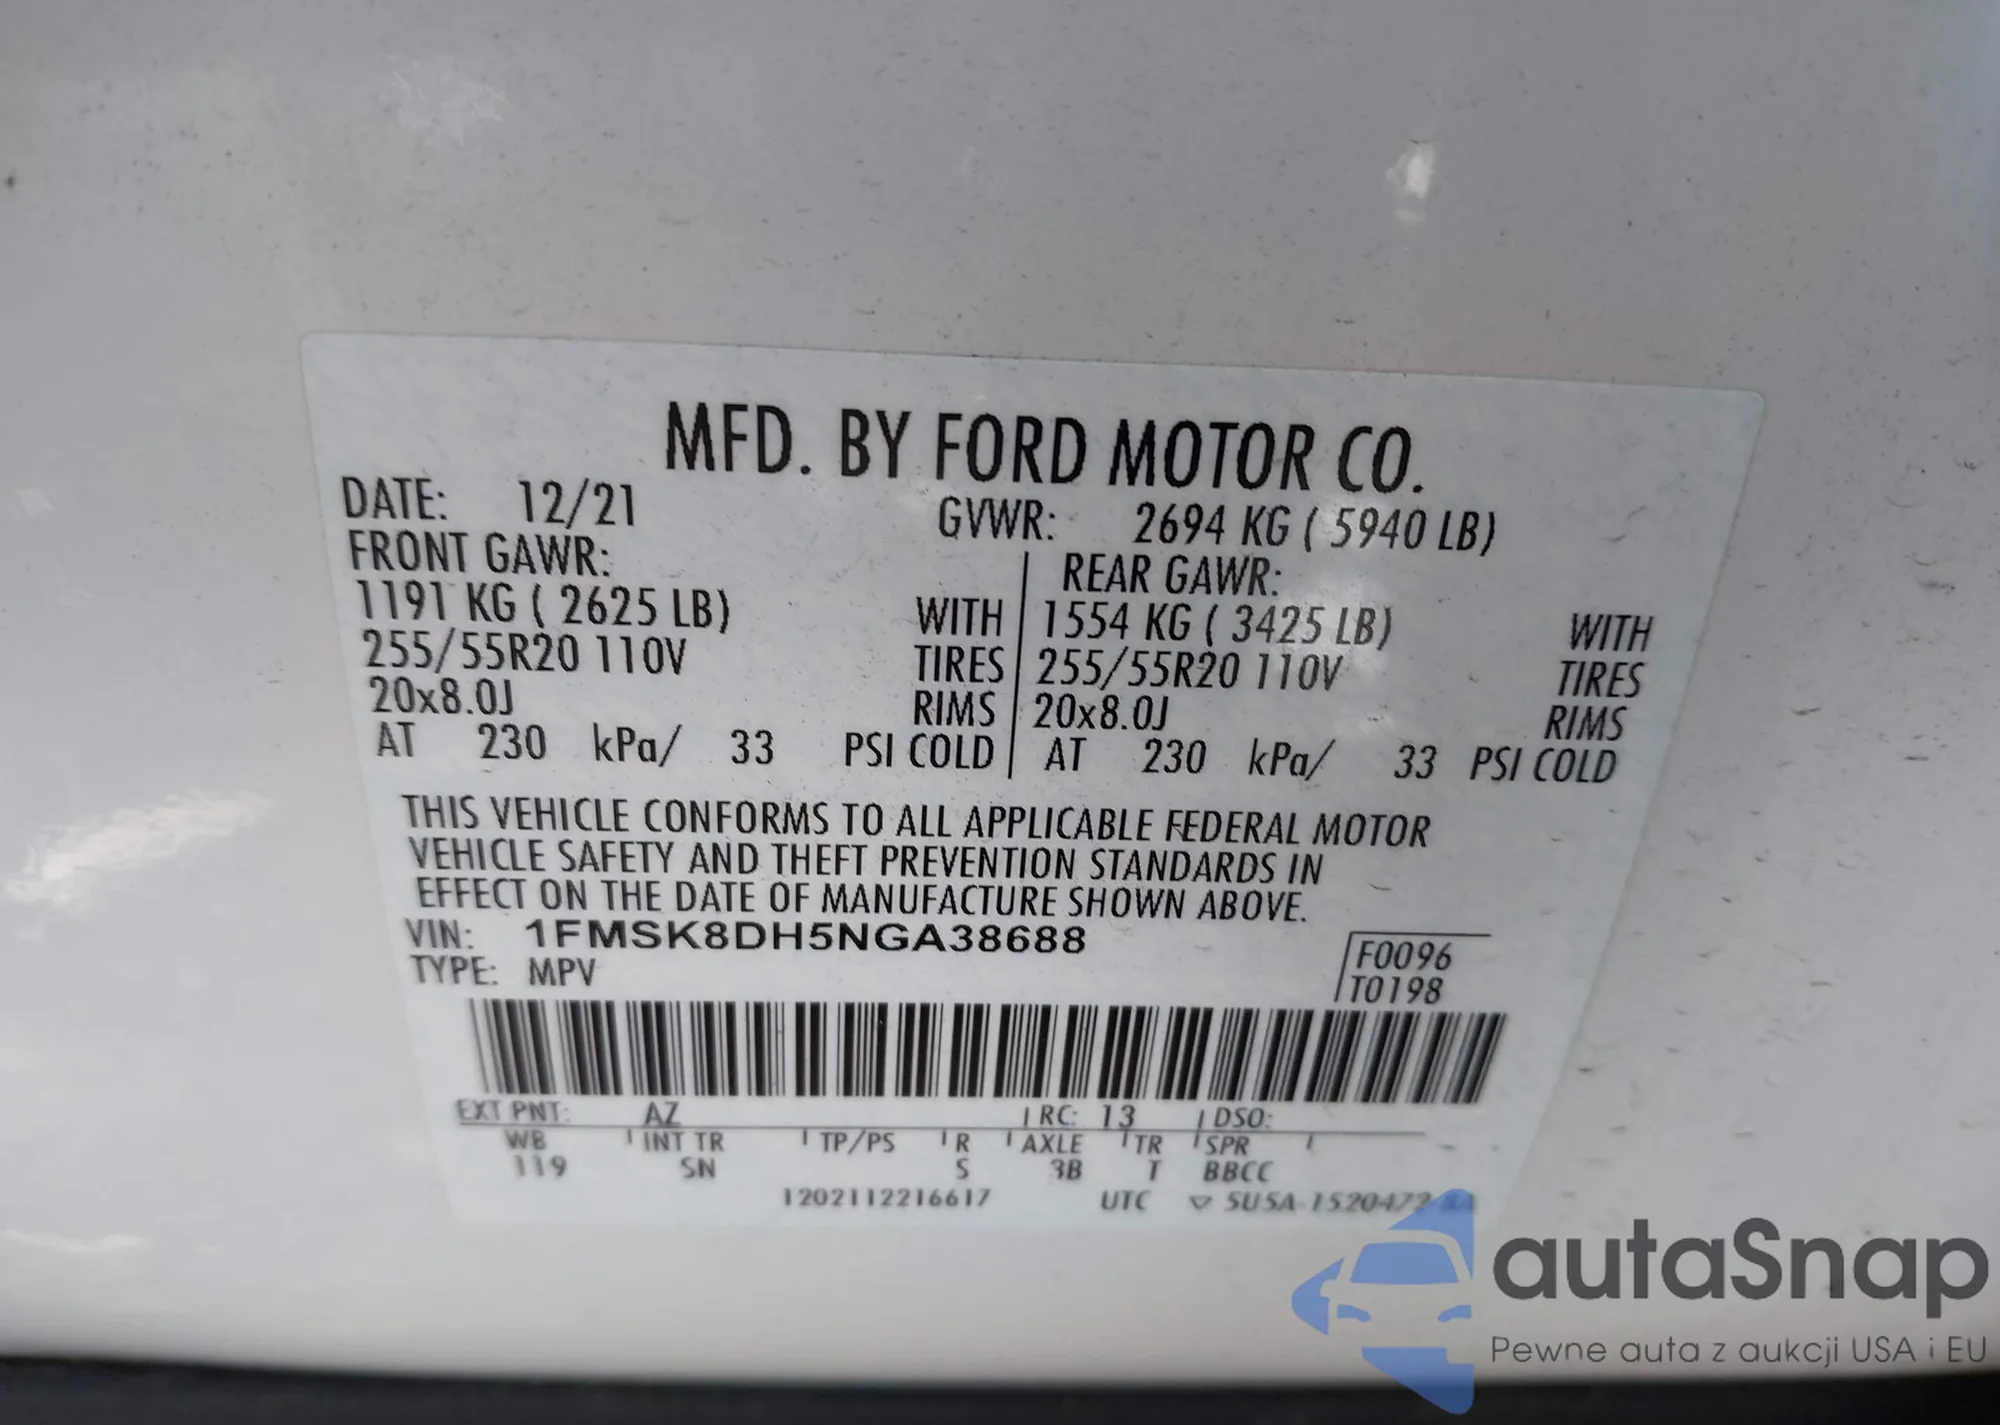 MFD. BY FORD MOTOR CO.
DATE: 12/21 GVWR: 2694 KG ( 5940 LB)
FRONT GAWR: REAR GAWR:
1191 KG ( 2625 LB) WITH 1554 KG ( 3425 LB) WITH
255/55R20 110V TIRES 255/55R20 110V TIRES
20x8.0J RIMS 20x8.0J RIMS
AT 230 kPa/ 33 PSI COLD AT 230 kPa/ 33 PSI COLD
THIS VEHICLE CONFORMS TO ALL APPLICABLE FEDERAL MOTOR
VEHICLE SAFETY AND THEFT PREVENTION STANDARDS IN
EFFECT ON THE DATE OF MANUFACTURE SHOWN ABOVE.
VIN: 1FMSK8DH5NGA38688
TYPE: MPV
F0096
T0198
EXT PNT: AZ RC: 13 DSO:
WB INT TR TP/PS R AXLE TR SPR
119 SN S 3B T BBCC
1202112216617 UTC
autaSnap
Pewne auta z aukcji USA i EU